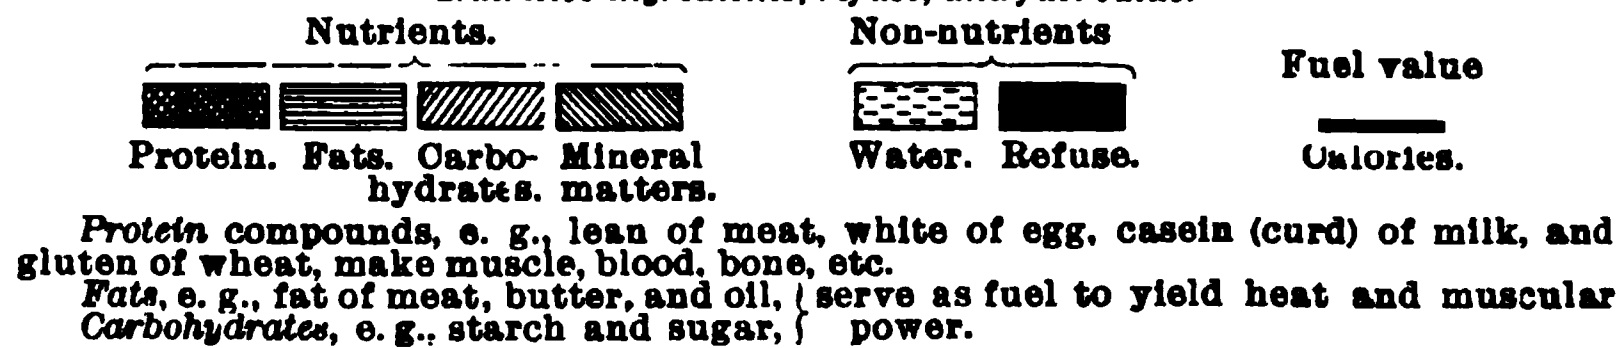 Nutrients. Non-nutrients
Fuel value
Protein. Fats. Carbo- Mineral Water. Refuse. Calories.
hydrates. matters.
Protein compounds, e. g., lean of meat, white of egg, casein (curd) of milk, and
gluten of wheat, make muscle, blood, bone, etc.
Fats, e. g., fat of meat, butter, and oil, } serve as fuel to yield heat and muscular
Carbohydrates, e. g., starch and sugar, } power.